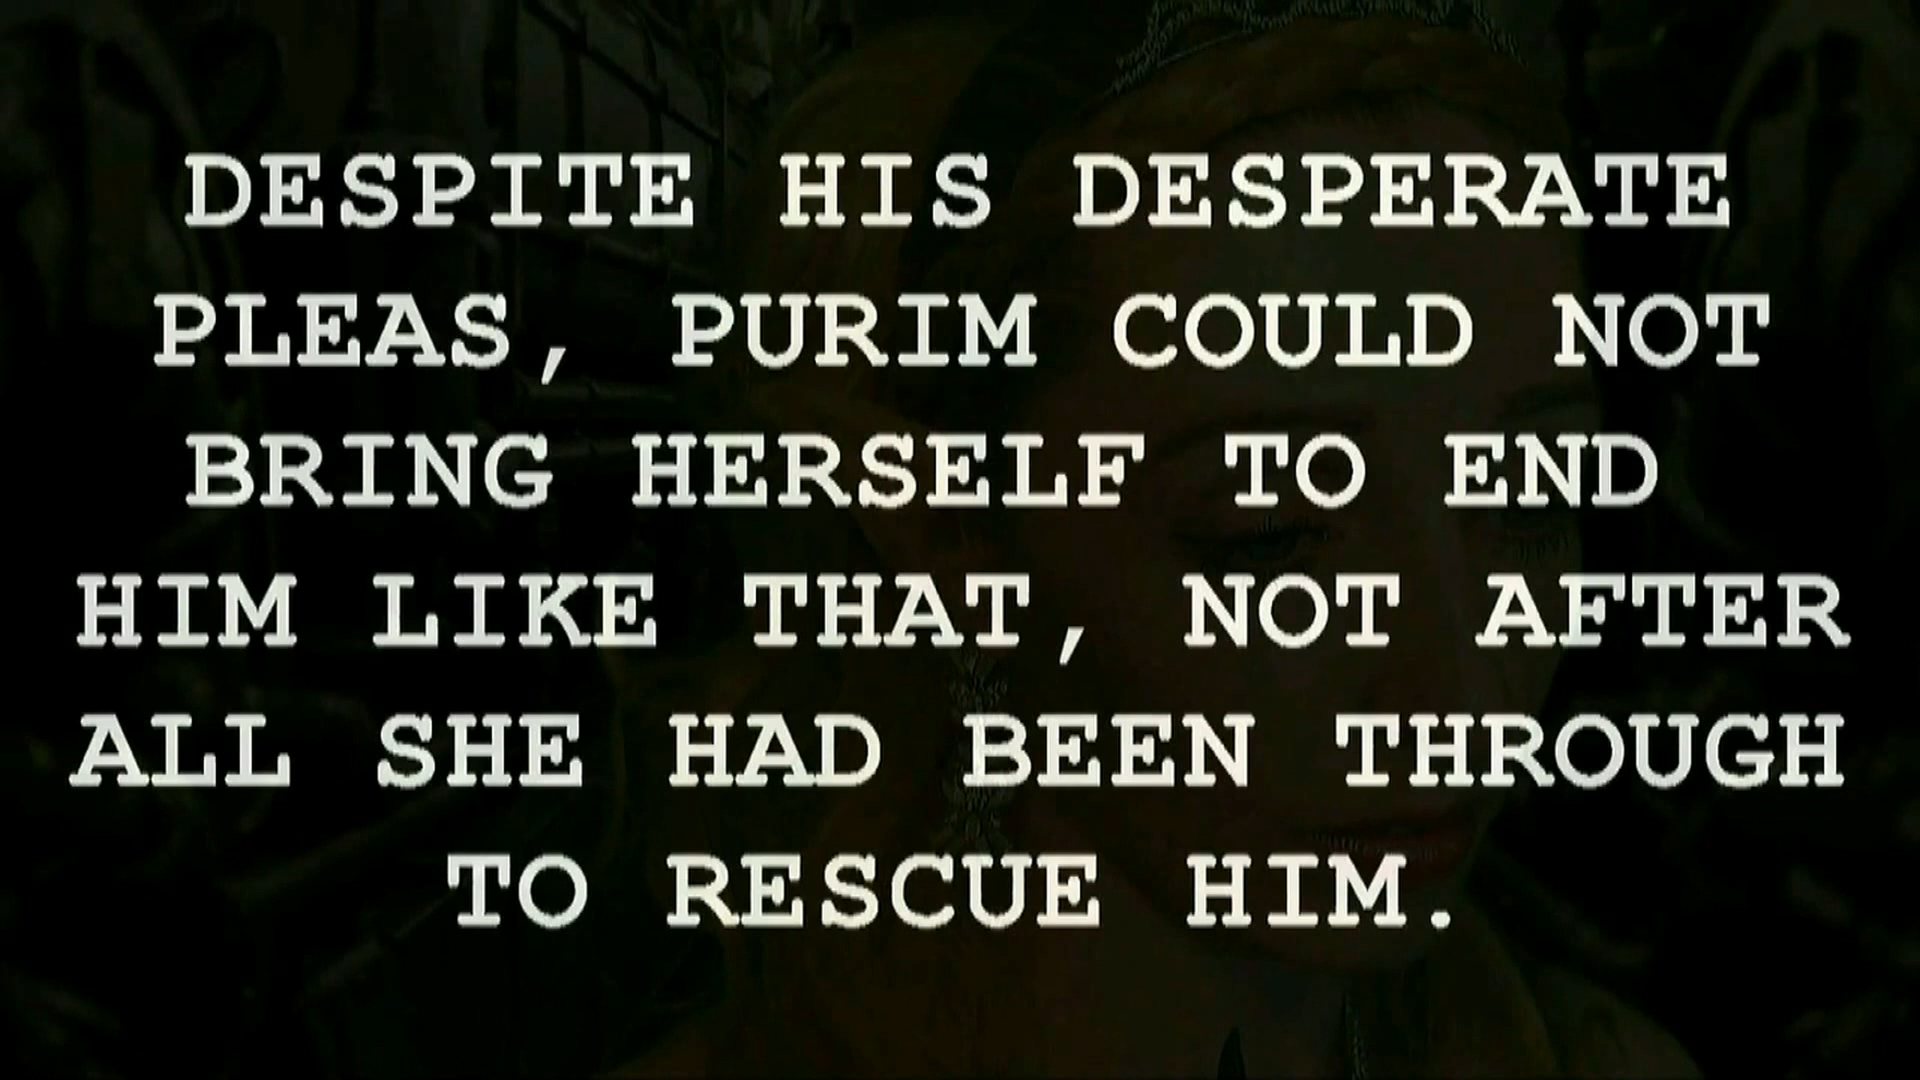 DESPITE HIS DESPERATE
PLEAS, PURIM COULD NOT
BRING HERSELF TO END
HIM LIKE THAT, NOT AFTER
ALL SHE HAD BEEN THROUGH
TO RESCUE HIM.